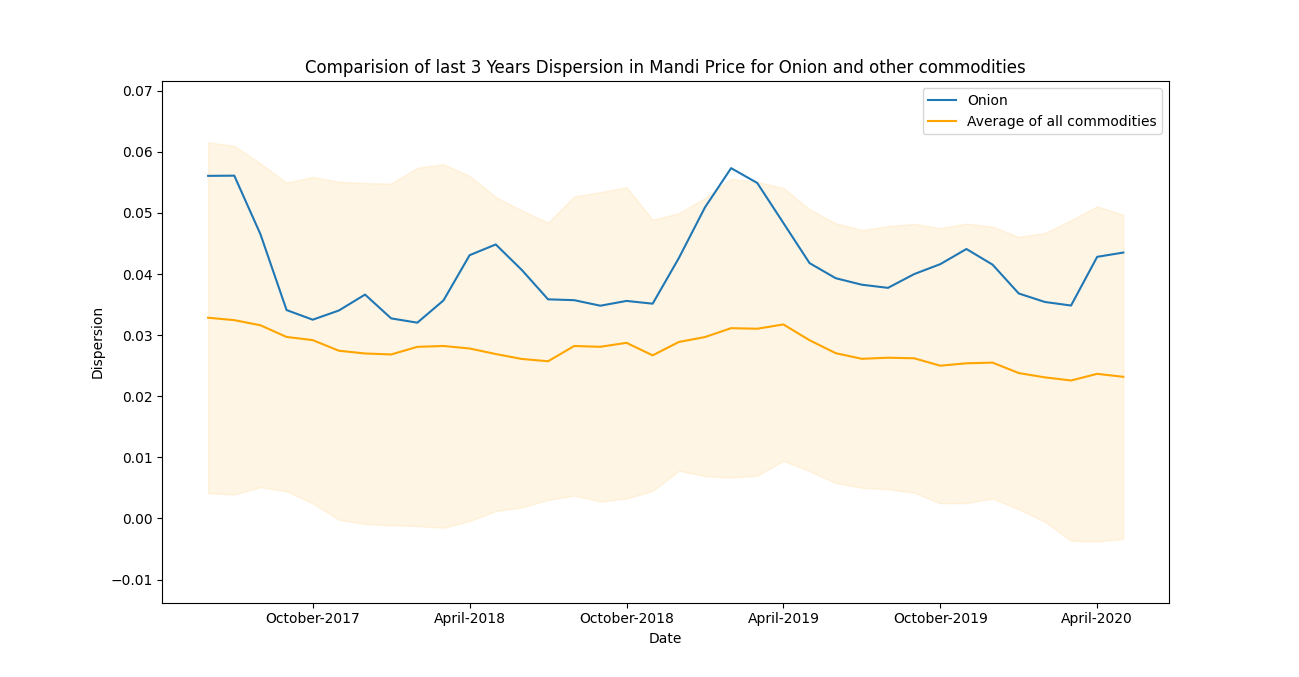 Comparision of last 3 Years Dispersion in Mandi Price for Onion and other commodities
Onion
Average of all commodities
Dispersion
0.07
0.06
0.05
0.04
0.03
0.02
0.01
0.00
−0.01
October-2017
April-2018
October-2018
April-2019
October-2019
April-2020
Date